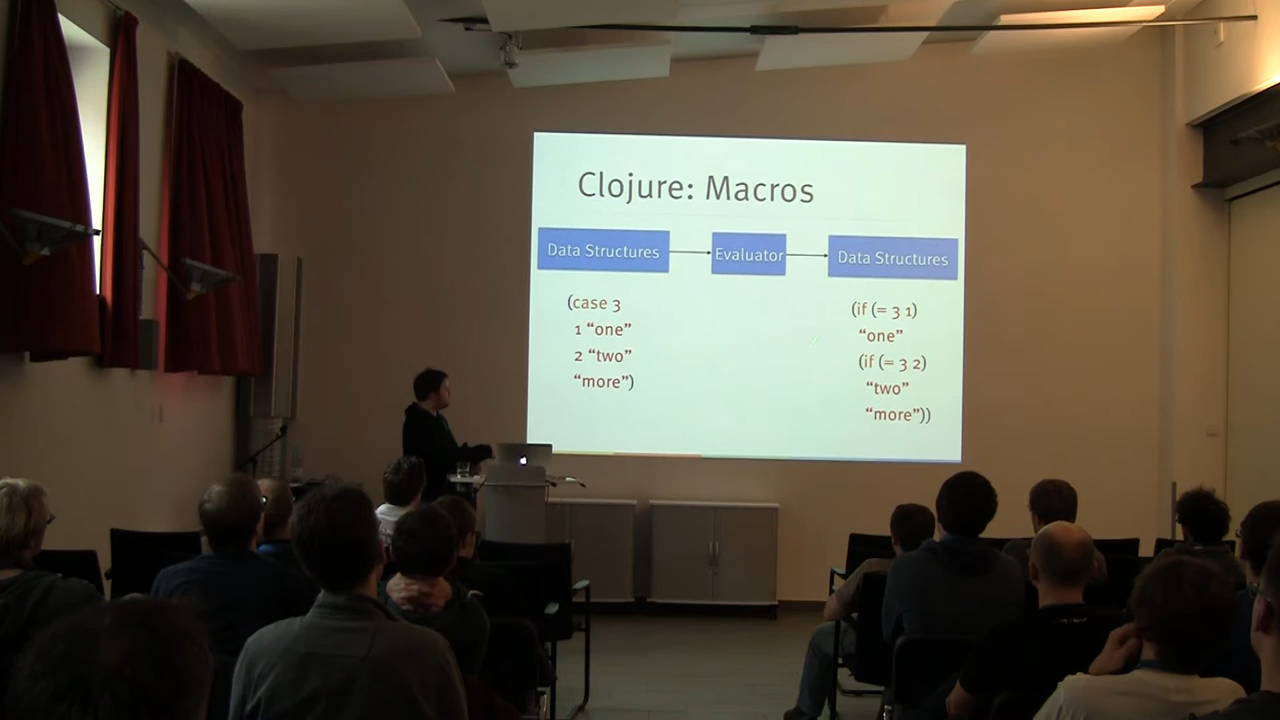 Clojure: Macros
Data Structures
Evaluator
Data Structures
(case 3
1 “one”
2 “two”
“more”)
(if (= 3 1)
“one”
(if (= 3 2)
“two”
“more”))